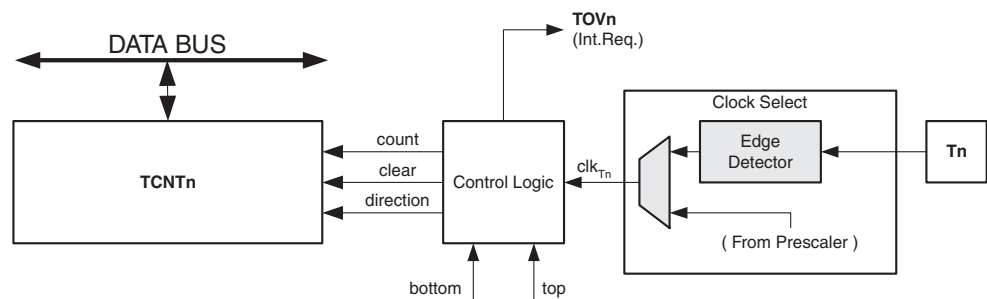 TOVn
(Int.Req.)
DATA BUS
Clock Select
count
Edge
Detector
Tn
TCNTn
clear
Control Logic
clkTn
direction
( From Prescaler )
bottom
top